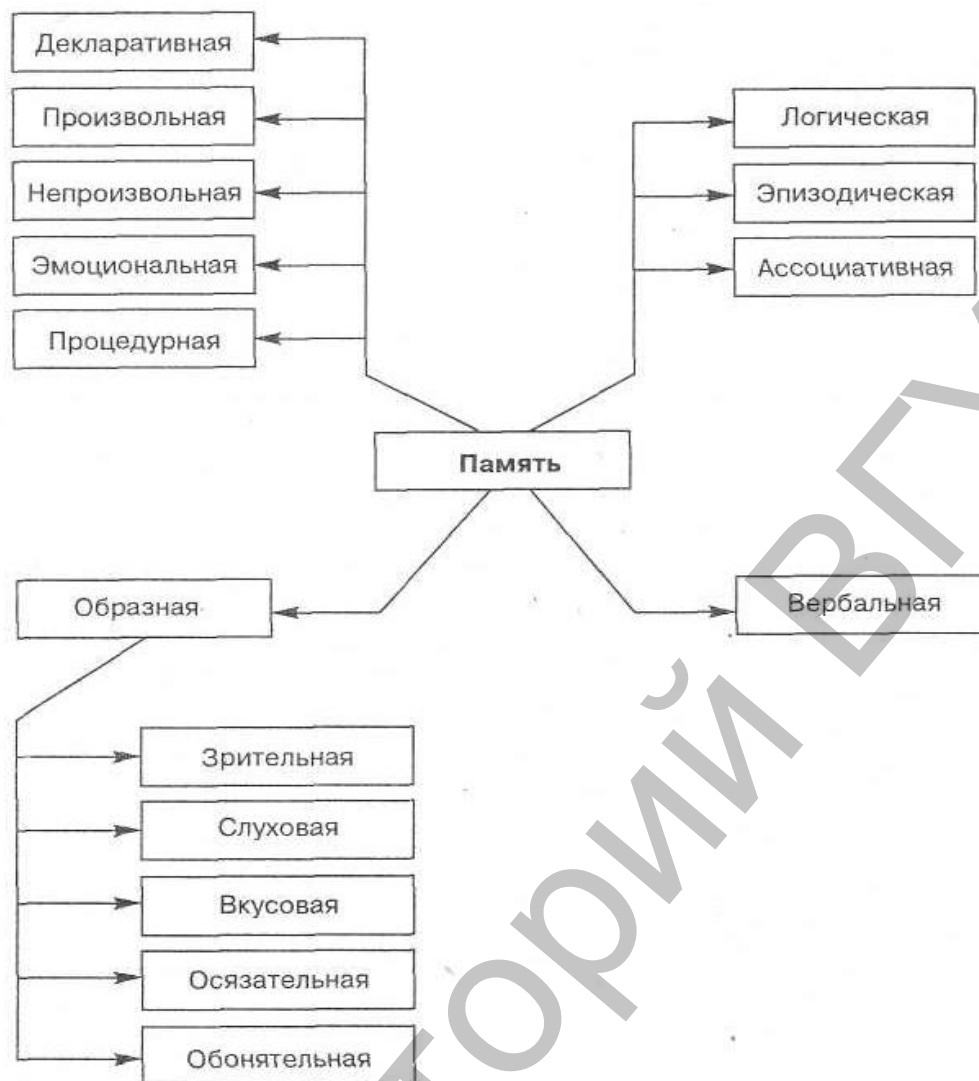 Декларативная
Произвольная
Непроизвольная
Эмоциональная
Процедурная
Логическая
Эпизодическая
Ассоциативная
Память
Образная
Вербальная
Зрительная
Слуховая
Вкусовая
Осязательная
Обонятельная